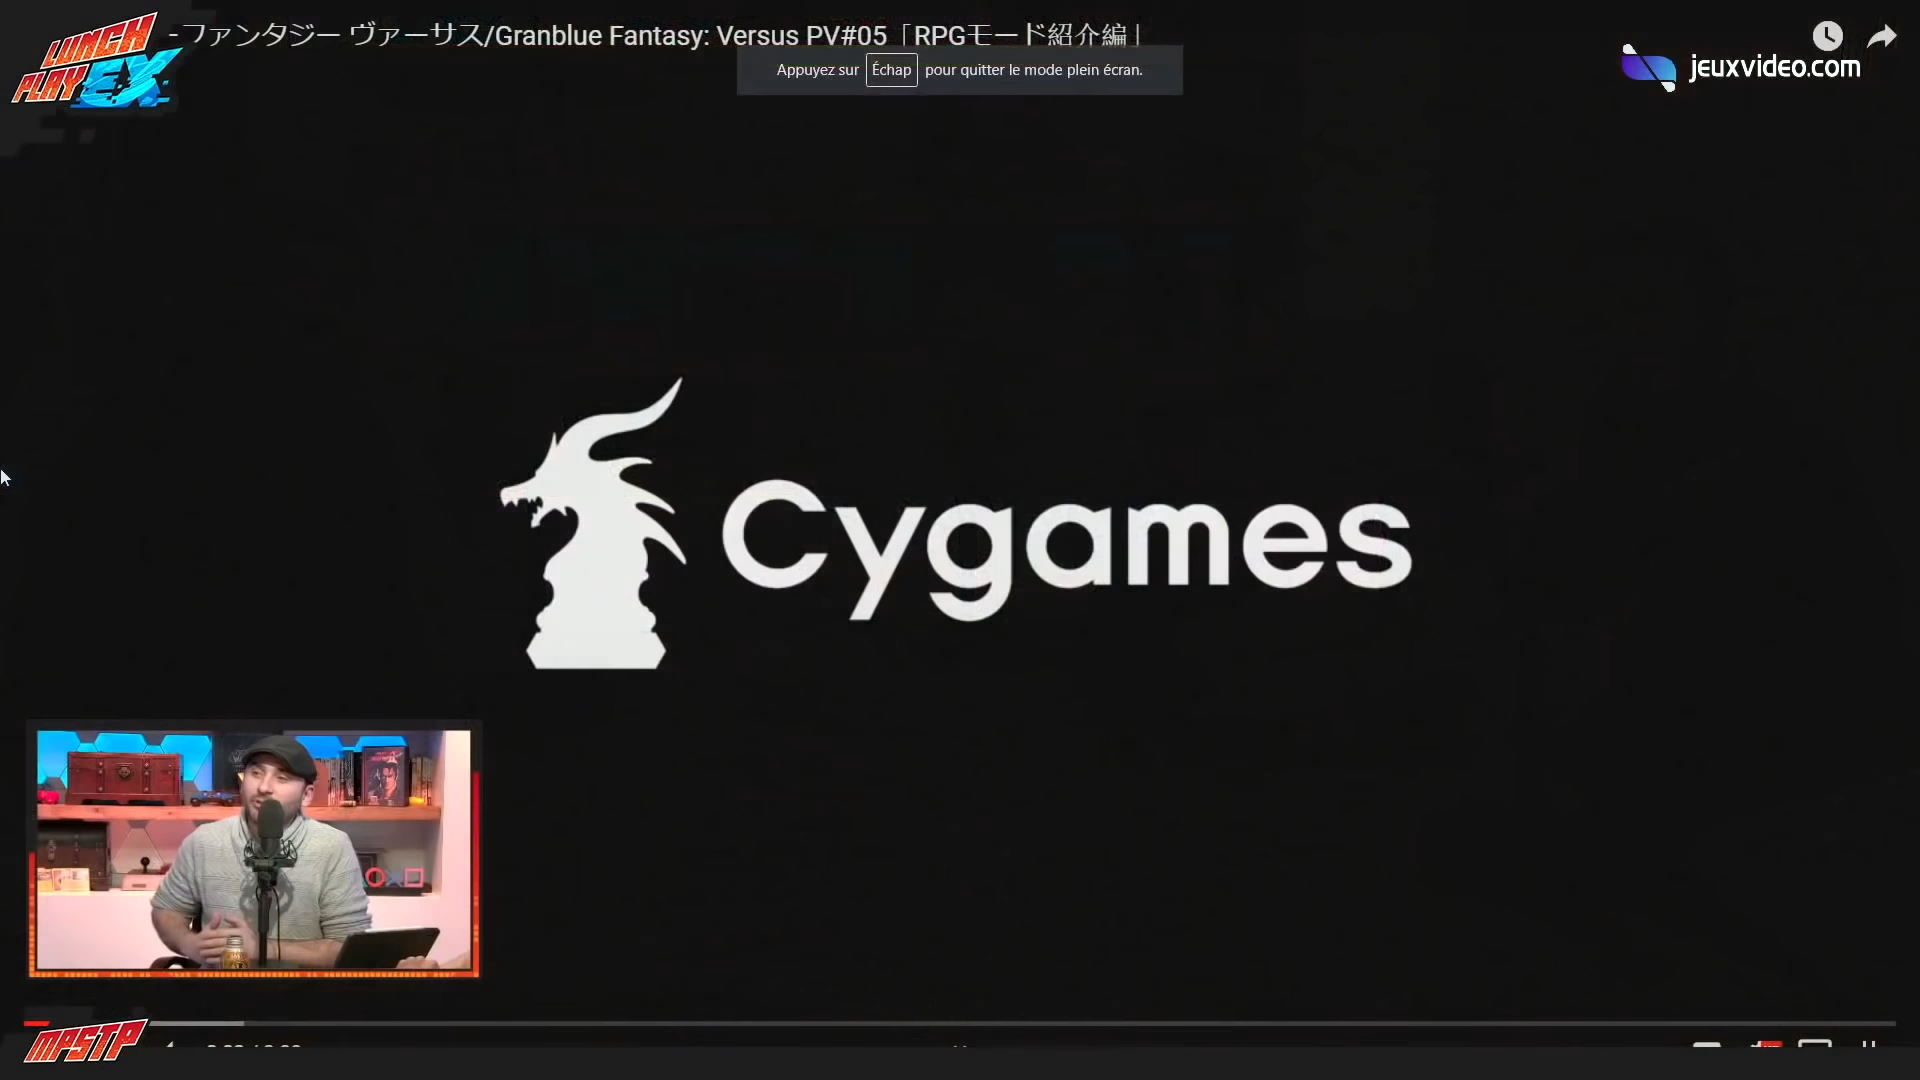 LUNCH
PLAY EX
-ファンタジー ヴァーサス/Granblue Fantasy: Versus PV#05「RPGモード紹介編」
Appuyez sur Échap pour quitter le mode plein écran.
jeuxvideo.com
Cygames
MPSTP